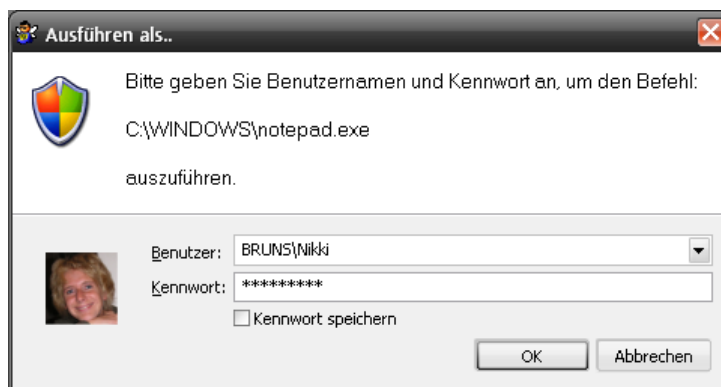 Ausführen als..
Bitte geben Sie Benutzernamen und Kennwort an, um den Befehl:
C:\WINDOWS\notepad.exe
auszuführen.
Benutzer: BRUNS\Nikki
Kennwort: *********
Kennwort speichern
OK Abbrechen